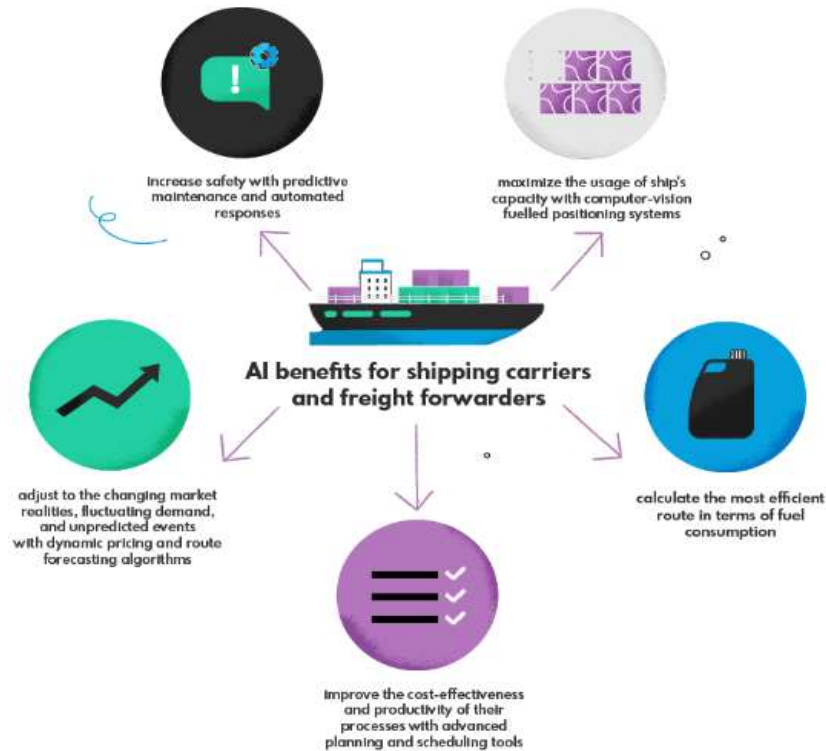 increase safety with predictive
maintenance and automated
responses
maximize the usage of ship's
capacity with computer-vision
fuelled positioning systems
AI benefits for shipping carriers
and freight forwarders
adjust to the changing market
realities, fluctuating demand,
and unpredicted events
with dynamic pricing and route
forecasting algorithms
calculate the most efficient
route in terms of fuel
consumption
improve the cost-effectiveness
and productivity of their
processes with advanced
planning and scheduling tools